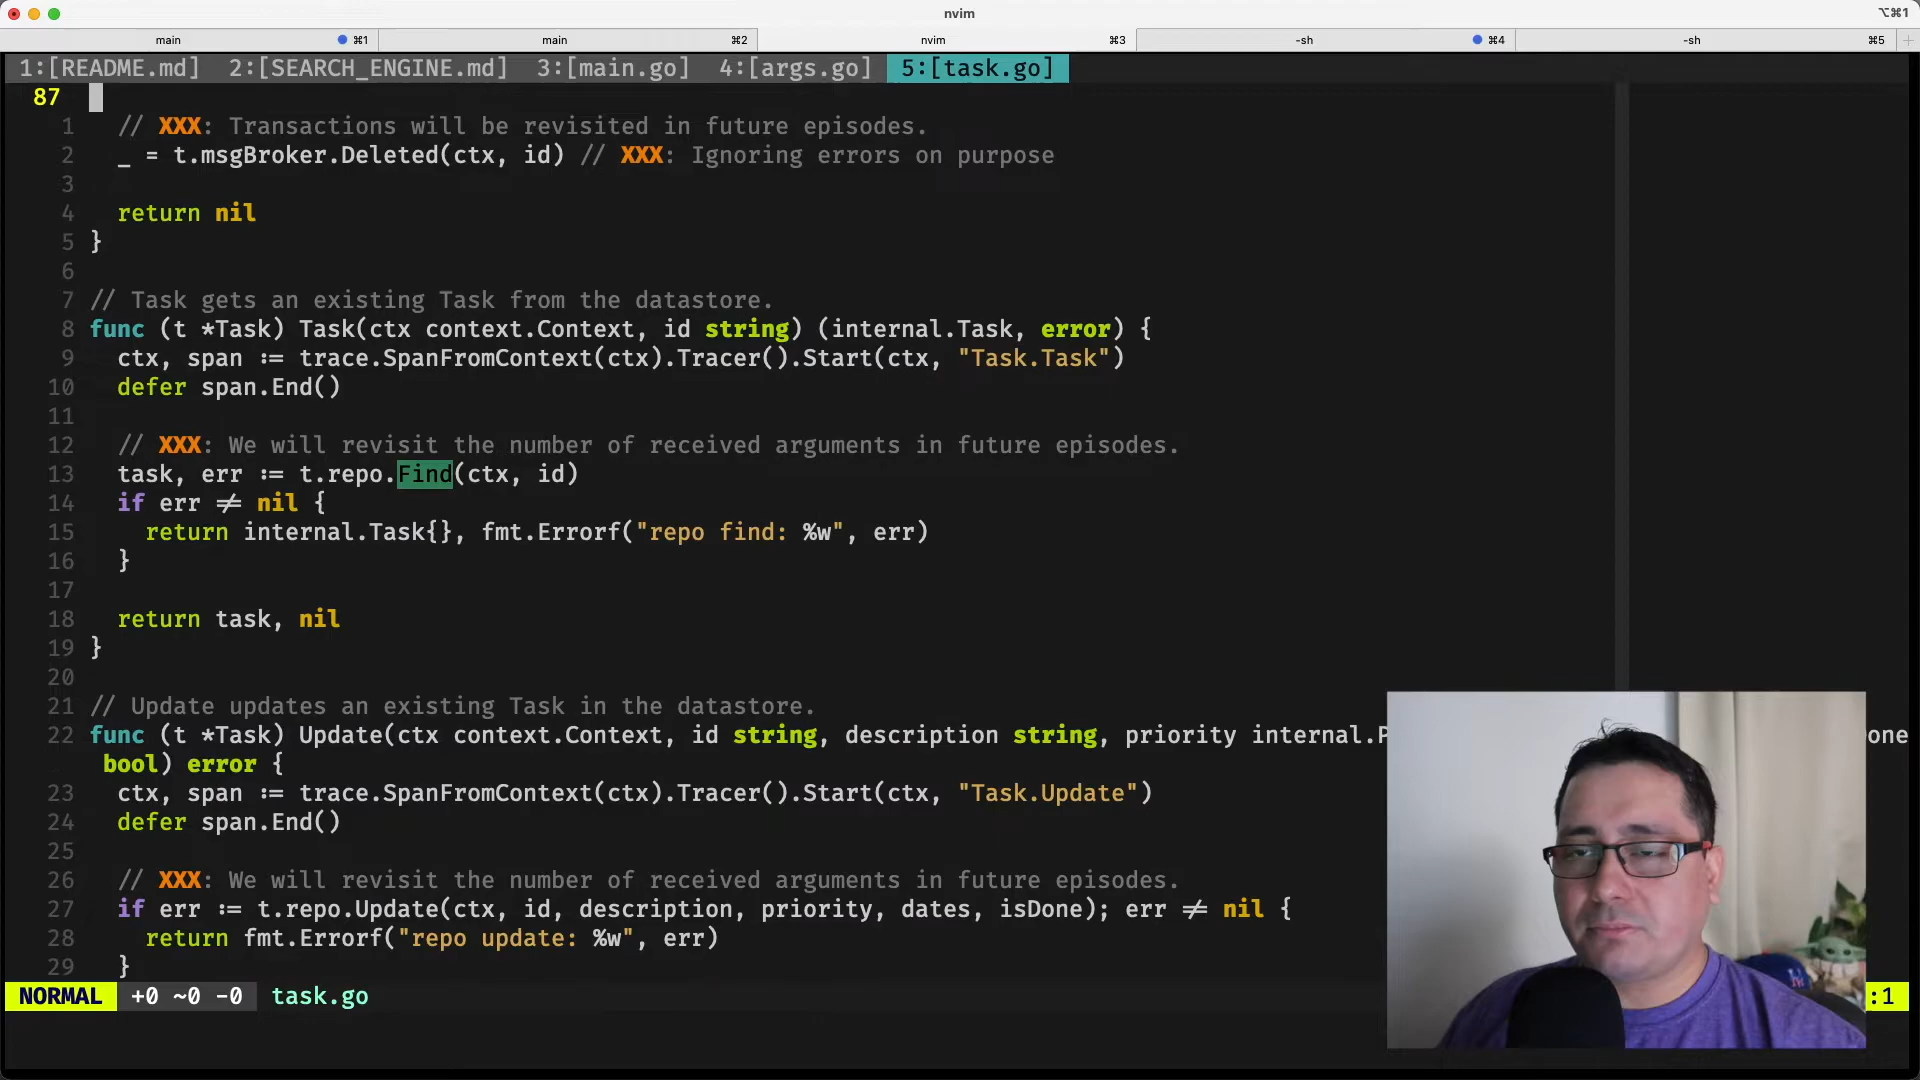 nvim
⌥⌘1
main ⌘1 main ⌘2 nvim ⌘3 -sh ⌘4 -sh ⌘5
1:[README.md] 2:[SEARCH_ENGINE.md] 3:[main.go] 4:[args.go] 5:[task.go]
87
1 // XXX: Transactions will be revisited in future episodes.
2 _ = t.msgBroker.Deleted(ctx, id) // XXX: Ignoring errors on purpose
3
4 return nil
5 }
6
7 // Task gets an existing Task from the datastore.
8 func (t *Task) Task(ctx context.Context, id string) (internal.Task, error) {
9 ctx, span := trace.SpanFromContext(ctx).Tracer().Start(ctx, "Task.Task")
10 defer span.End()
11
12 // XXX: We will revisit the number of received arguments in future episodes.
13 task, err := t.repo.Find(ctx, id)
14 if err ≠ nil {
15 return internal.Task{}, fmt.Errorf("repo find: %w", err)
16 }
17
18 return task, nil
19 }
20
21 // Update updates an existing Task in the datastore.
22 func (t *Task) Update(ctx context.Context, id string, description string, priority internal.P one
bool) error {
23 ctx, span := trace.SpanFromContext(ctx).Tracer().Start(ctx, "Task.Update")
24 defer span.End()
25
26 // XXX: We will revisit the number of received arguments in future episodes.
27 if err := t.repo.Update(ctx, id, description, priority, dates, isDone); err ≠ nil {
28 return fmt.Errorf("repo update: %w", err)
29 }
NORMAL +0 ~0 -0 task.go :1